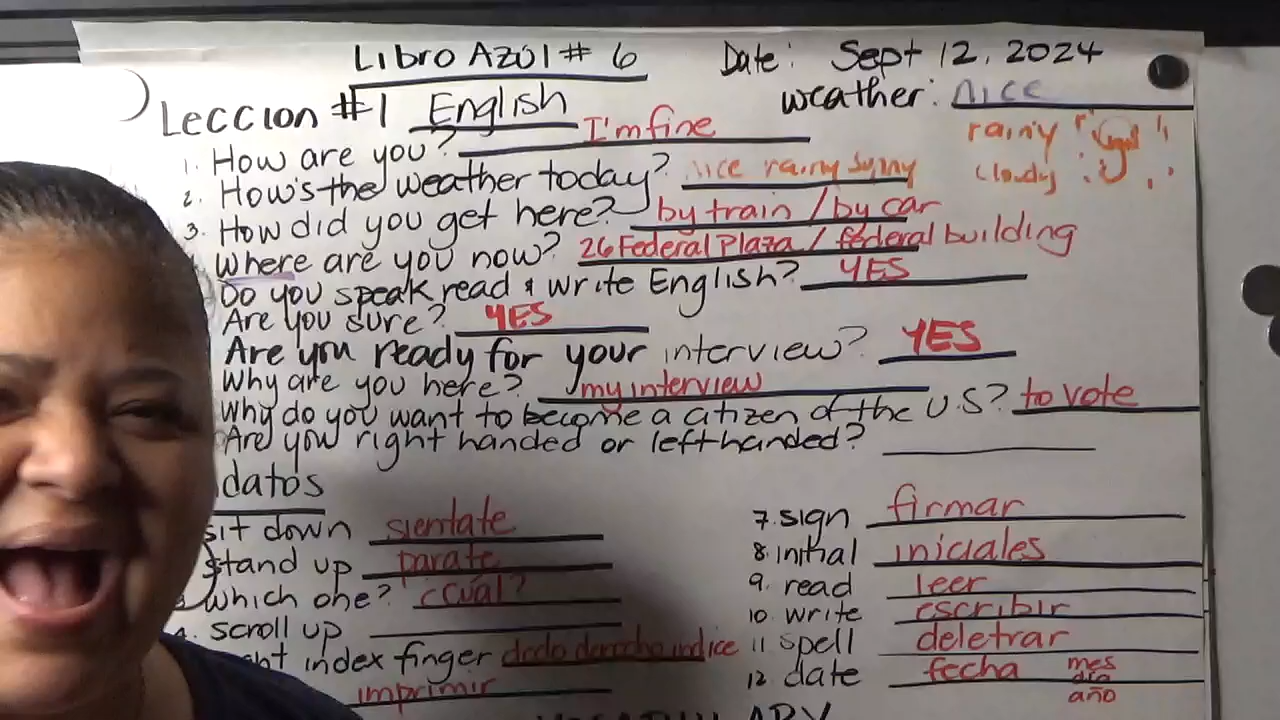 Libro Azúl # 6 Date: Sept 12, 2024
Leccion #1 English weather: nice
1. How are you? I'm fine rainy
2. How's the weather today? nice rainy sunny cloudy
3. How did you get here? by train / by car
Where are you now? 26 Federal Plaza / federal building
Do you speak read & write English? YES
Are you sure? YES
Are you ready for your interview? YES
Why are you here? my interview
Why do you want to become a citizen of the U.S? to vote
Are you right handed or left handed?
datos
sit down sientate 7. sign firmar
stand up parate 8. initial iniciales
which one? ¿cúal? 9. read leer
4. scroll up 10. write escribir
index finger dedo derecho indice 11 spell deletrar
imprimir 12. date fecha mes
dia
año